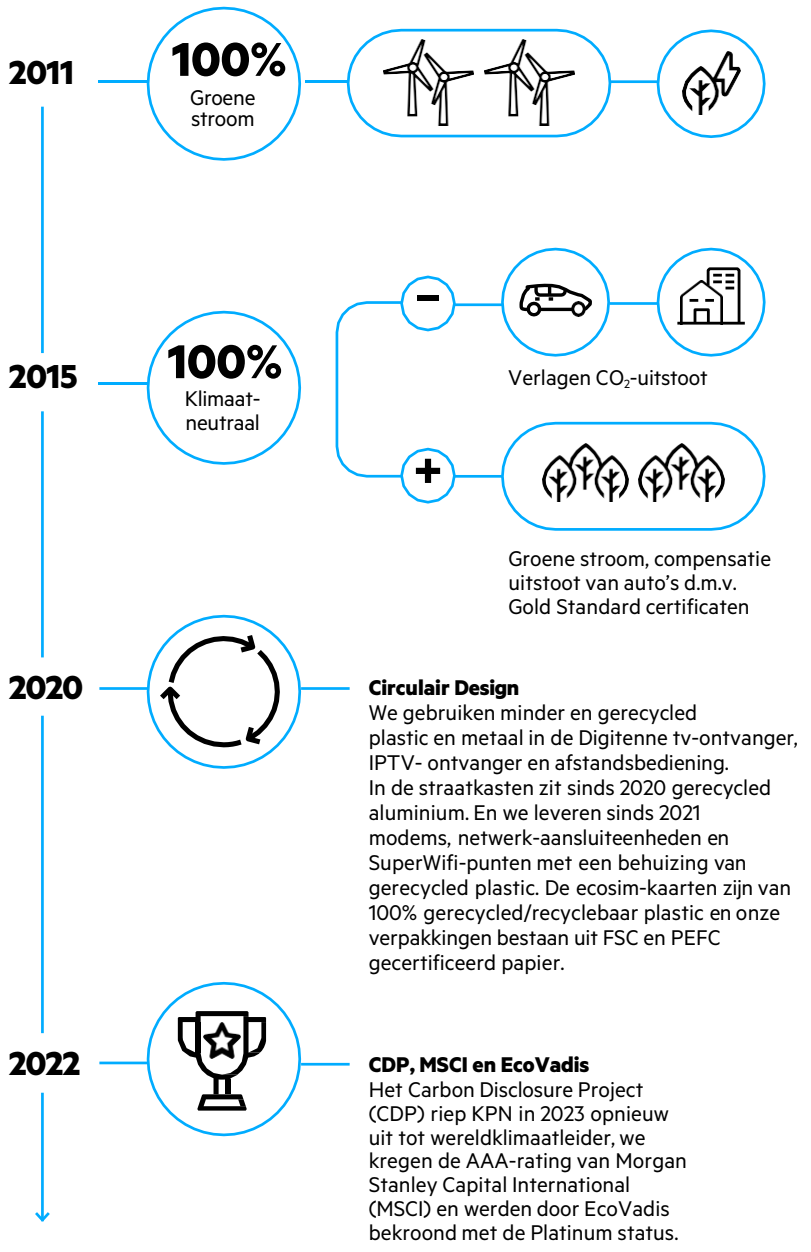 2011
100%
Groene
stroom
2015
100%
Klimaat-
neutraal
−
Verlagen CO₂-uitstoot
+
Groene stroom, compensatie
uitstoot van auto's d.m.v.
Gold Standard certificaten
2020
Circulair Design
We gebruiken minder en gerecycled
plastic en metaal in de Digitenne tv-ontvanger,
IPTV- ontvanger en afstandsbediening.
In de straatkasten zit sinds 2020 gerecycled
aluminium. En we leveren sinds 2021
modems, netwerk-aansluiteenheden en
SuperWifi-punten met een behuizing van
gerecycled plastic. De ecosim-kaarten zijn van
100% gerecycled/recyclebaar plastic en onze
verpakkingen bestaan uit FSC en PEFC
gecertificeerd papier.
2022
CDP, MSCI en EcoVadis
Het Carbon Disclosure Project
(CDP) riep KPN in 2023 opnieuw
uit tot wereldklimaatleider, we
kregen de AAA-rating van Morgan
Stanley Capital International
(MSCI) en werden door EcoVadis
bekroond met de Platinum status.